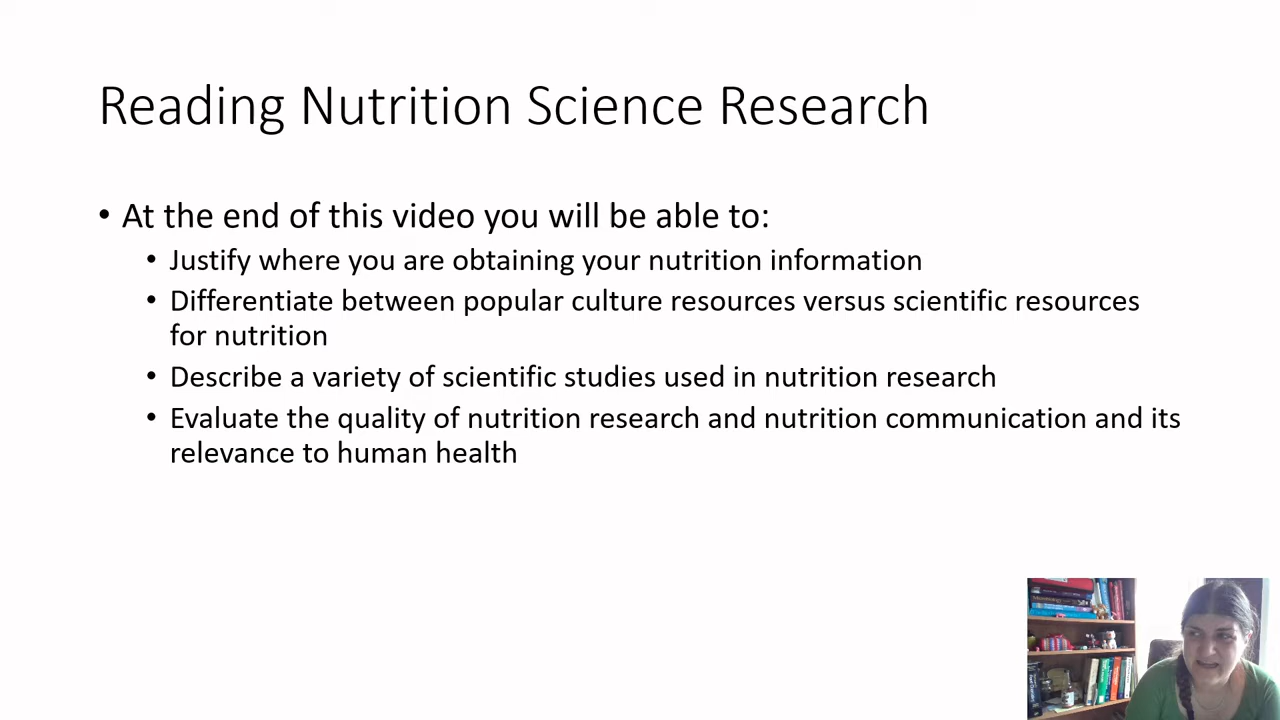 Reading Nutrition Science Research
• At the end of this video you will be able to:
• Justify where you are obtaining your nutrition information
• Differentiate between popular culture resources versus scientific resources
for nutrition
• Describe a variety of scientific studies used in nutrition research
• Evaluate the quality of nutrition research and nutrition communication and its
relevance to human health